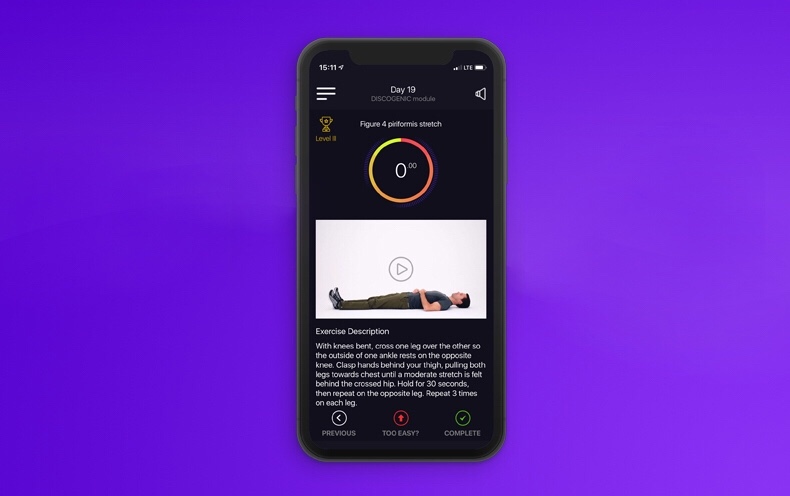 15:11 LTE
Day 19
DISCOGENIC module
Level III
Figure 4 piriformis stretch
0.00
Exercise Description
With knees bent, cross one leg over the other so
the outside of one ankle rests on the opposite
knee. Clasp hands behind your thigh, pulling both
legs towards chest until a moderate stretch is felt
behind the crossed hip. Hold for 30 seconds,
then repeat on the opposite leg. Repeat 3 times
on each leg.
PREVIOUS TOO EASY? COMPLETE